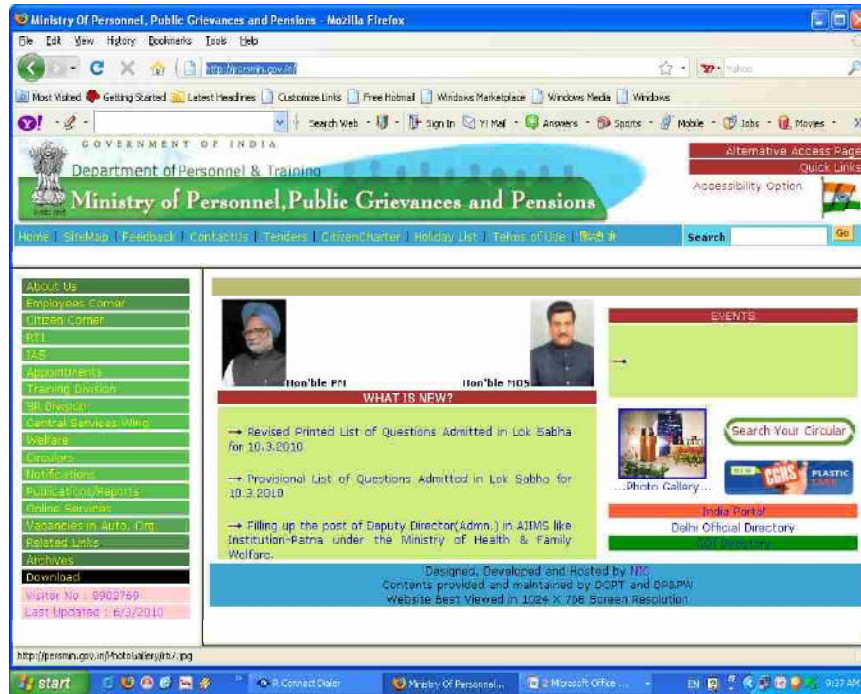 Ministry Of Personnel, Public Grievances and Pensions - Mozilla Firefox
File Edit View History Bookmarks Tools Help
http://persmin.gov.in/
Yahoo
Most Visited Getting Started Latest Headlines Customize Links Free Hotmail Windows Marketplace Windows Media Windows
Y! Search Web Sign In Y! Mail Answers Sports Mobile Jobs Movies
GOVERNMENT OF INDIA
Department of Personnel & Training
Ministry of Personnel,Public Grievances and Pensions
Alternative Access Page
Quick Links
Accessibility Option
Home | SiteMap | Feedback | ContactUs | Tenders | CitizenCharter | Holiday List | Tehms of Use | हिन्दी में
Search Go
About Us
Employees Corner
Citizen Corner
RTI
IAS
Appointments
Training Division
SR Division
Central Services Wing
Welfare
Circulars
Notifications
Publications/Reports
Online Services
Vacancies in Auto. Org.
Related Links
Archives
Download
Visitor No : 9902769
Last Updated : 6/3/2010
Hon'ble PM Hon'ble MOS
WHAT IS NEW?
→ Revised Printed List of Questions Admitted in Lok Sabha
for 10.3.2010
→ Provisional List of Questions Admitted in Lok Sabha for
10.3.2010
→ Filling up the post of Deputy Director(Admn.) in AIIMS like
Institution-Patna under the Ministry of Health & Family
Welfare.
EVENTS
→
...Photo Gallery...
Search Your Circular
CGHS PLASTIC
CARD
India Portal
Delhi Official Directory
GOI Directory
Designed, Developed and Hosted by NIC
Contents provided and maintained by DOPT and DP&PW
Website Best Viewed in 1024 X 768 Screen Resolution
http://persmin.gov.in/PhotoGallery/rti7.jpg
start Connect Dialer Ministry Of Personnel... 2 Microsoft Office ... EN 9:37 AM